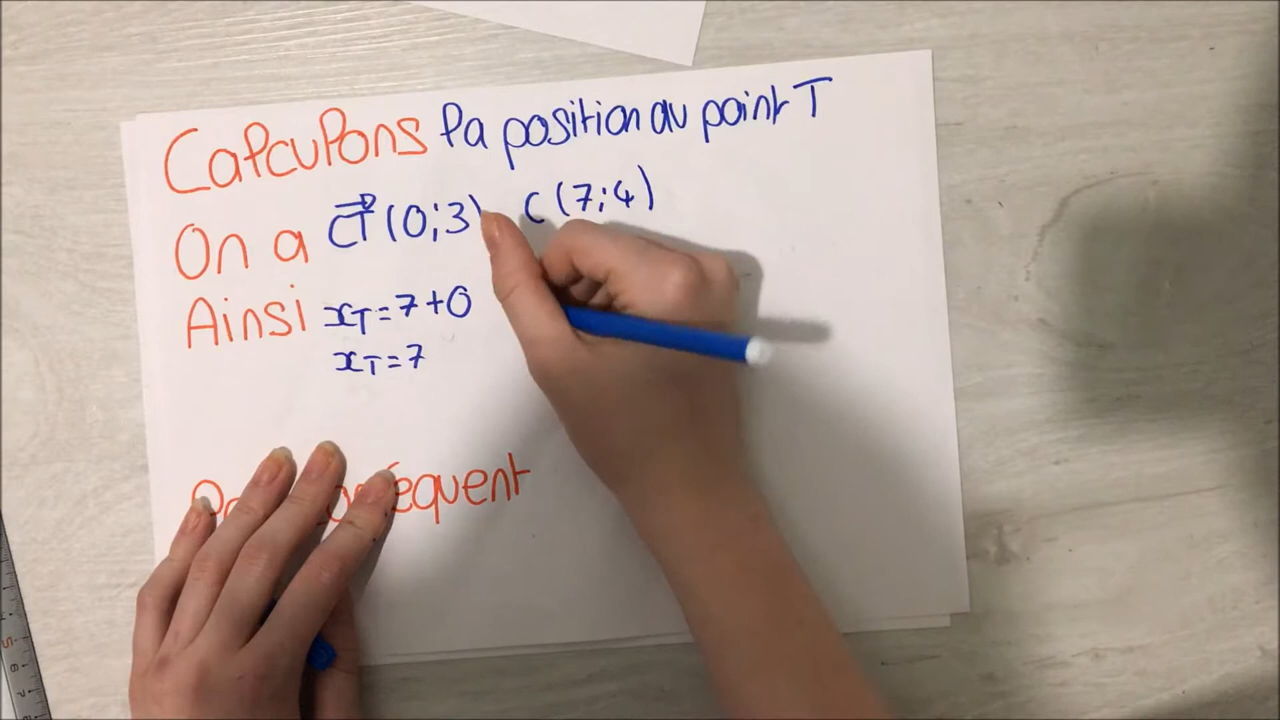 Calculons la position du point T
On a CT⃗ (0;3) C(7;4)
Ainsi xT=7+0
xT=7
équent